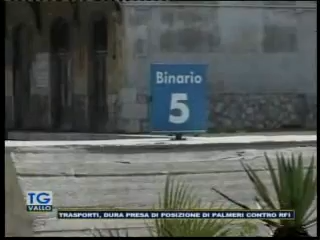 Binario
5
TG
VALLO
TRASPORTI, DURA PRESA DI POSIZIONE DI PALMERI CONTRO RFI